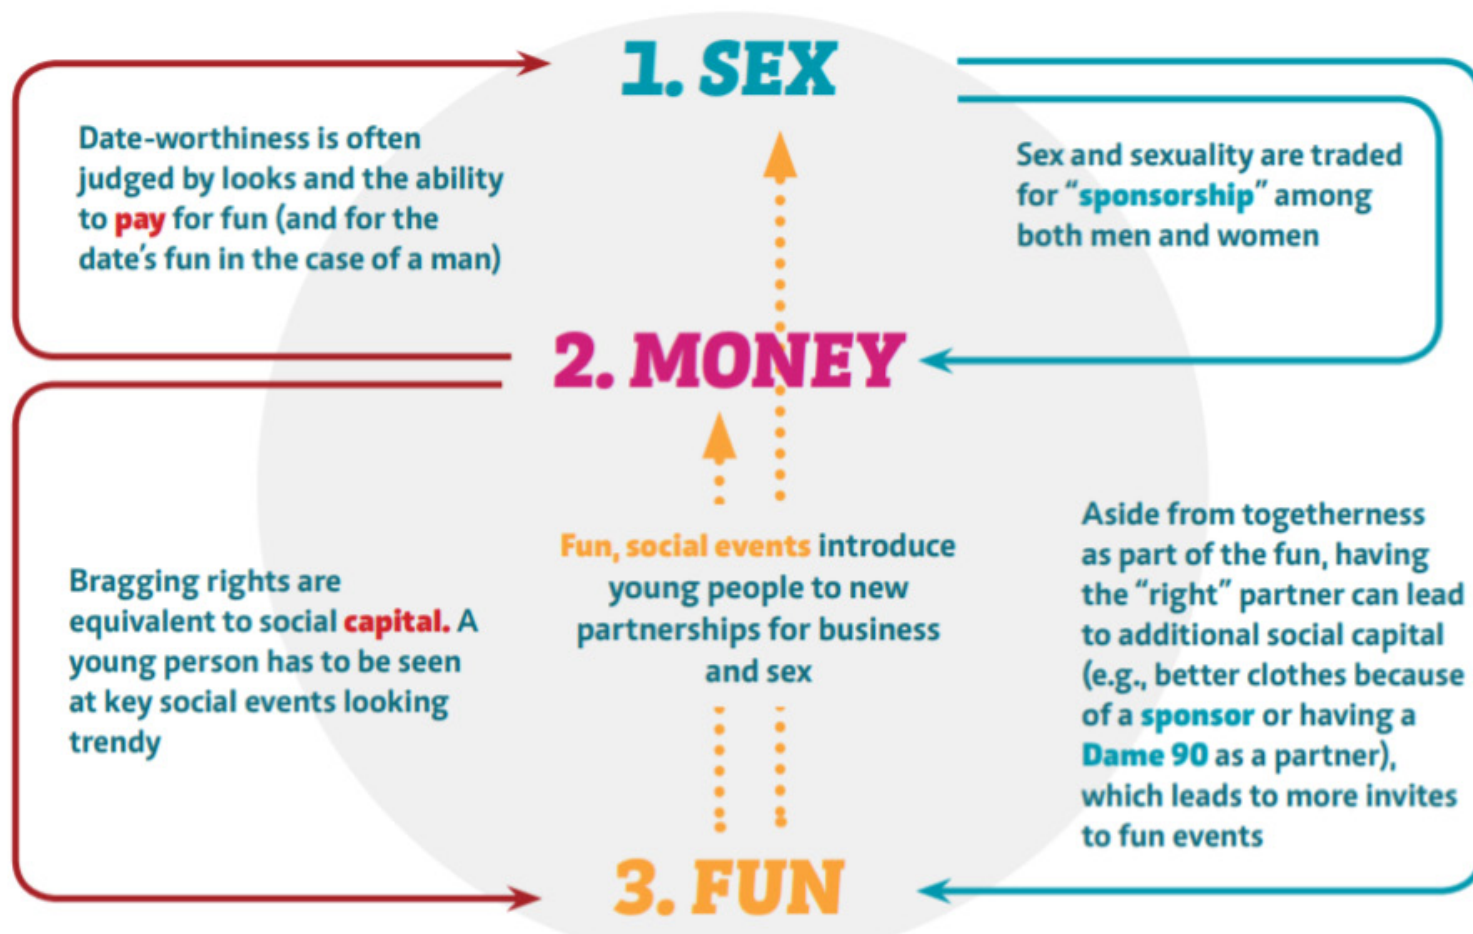 1. SEX
Date-worthiness is often
judged by looks and the ability
to pay for fun (and for the
date's fun in the case of a man)
Sex and sexuality are traded
for “sponsorship” among
both men and women
2. MONEY
Bragging rights are
equivalent to social capital. A
young person has to be seen
at key social events looking
trendy
Fun, social events introduce
young people to new
partnerships for business
and sex
Aside from togetherness
as part of the fun, having
the “right” partner can lead
to additional social capital
(e.g., better clothes because
of a sponsor or having a
Dame 90 as a partner),
which leads to more invites
to fun events
3. FUN